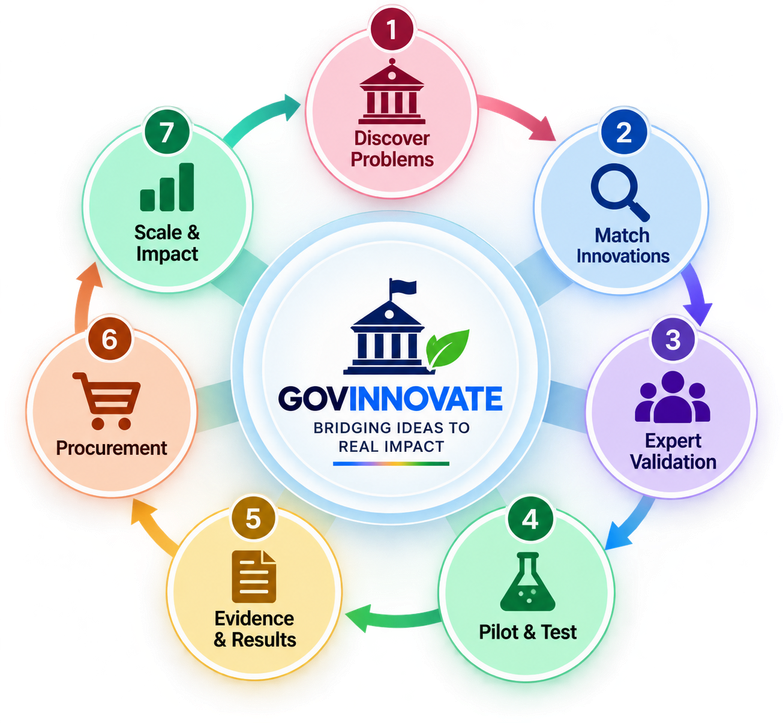 1
Discover
Problems
2
Match
Innovations
3
Expert
Validation
4
Pilot & Test
5
Evidence
& Results
6
Procurement
7
Scale &
Impact
GOVINNOVATE
BRIDGING IDEAS TO
REAL IMPACT